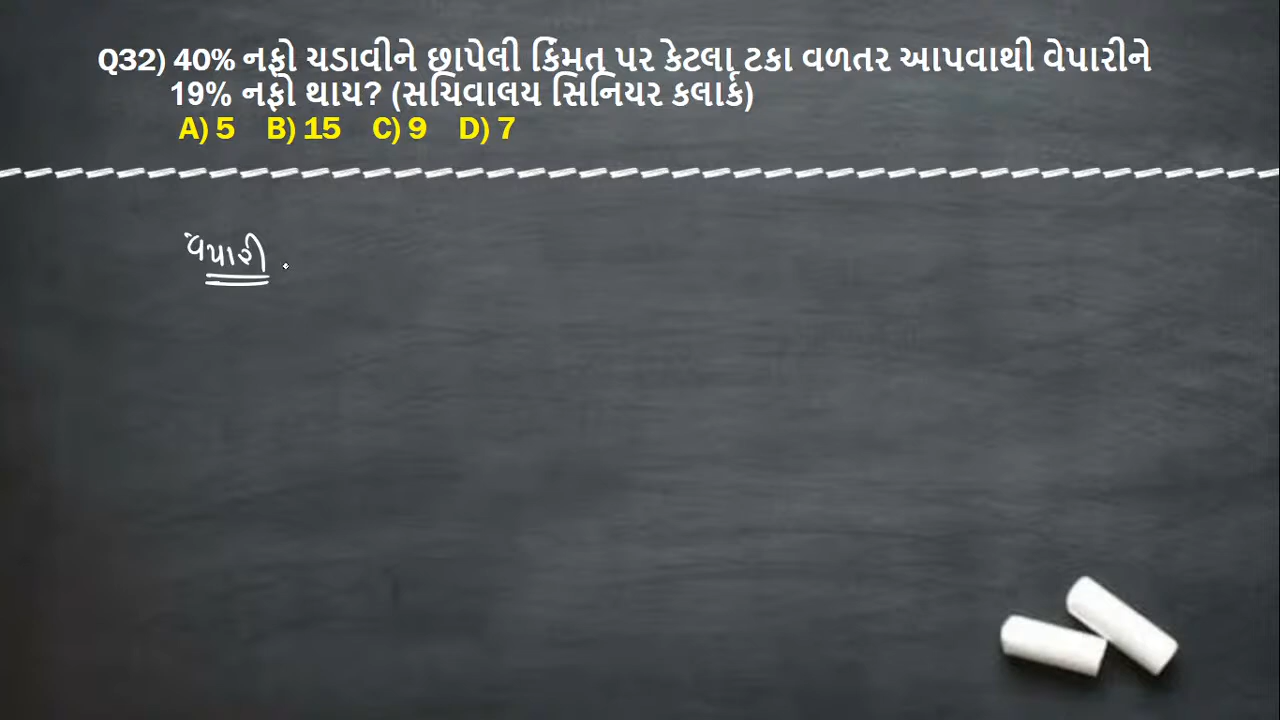 Q32) 40% નફો ચડાવીને છાપેલી કિંમત પર કેટલા ટકા વળતર આપવાથી વેપારીને
19% નફો થાય? (સચિવાલય સિનિયર કલાર્ક)
A) 5 B) 15 C) 9 D) 7
વેપારી